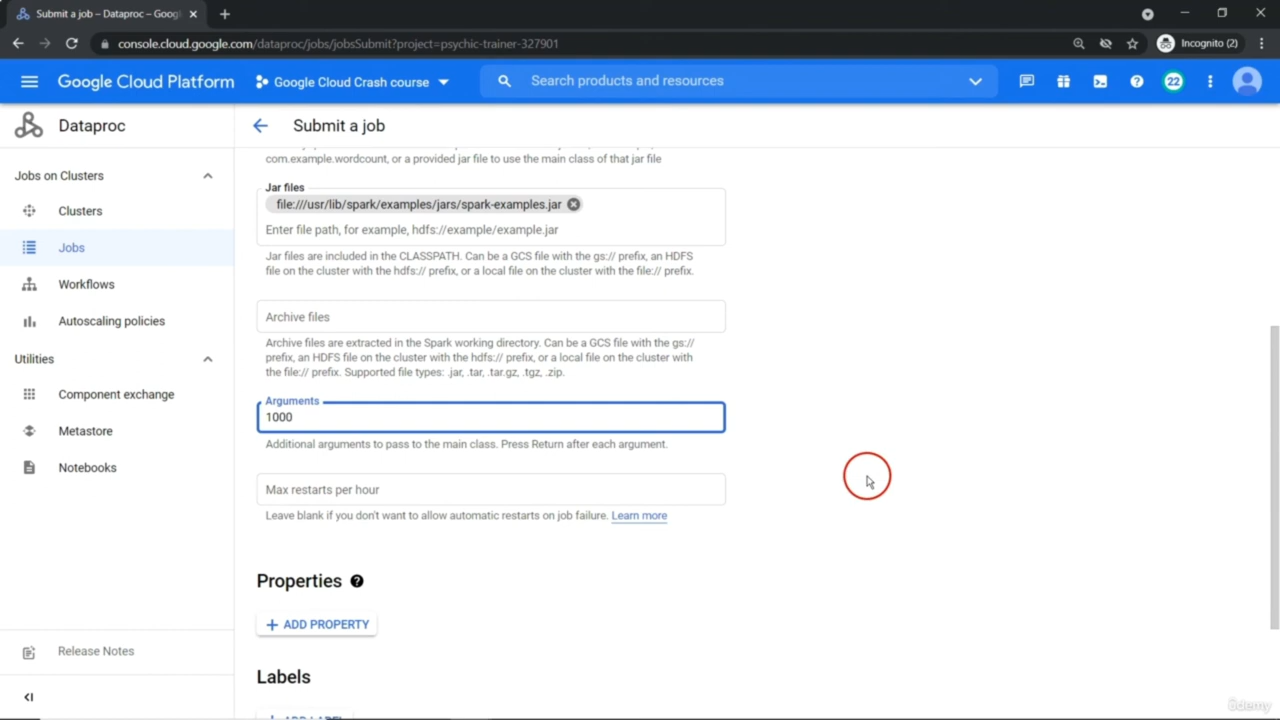 Submit a job – Dataproc – Googl
console.cloud.google.com/dataproc/jobs/jobsSubmit?project=psychic-trainer-327901
Incognito (2)
Google Cloud Platform
Google Cloud Crash course
Search products and resources
22
Dataproc
Submit a job
Jobs on Clusters
Clusters
Jobs
Workflows
Autoscaling policies
Utilities
Component exchange
Metastore
Notebooks
Release Notes
com.example.wordcount, or a provided jar file to use the main class of that jar file
Jar files
file:///usr/lib/spark/examples/jars/spark-examples.jar
Enter file path, for example, hdfs://example/example.jar
Jar files are included in the CLASSPATH. Can be a GCS file with the gs:// prefix, an HDFS
file on the cluster with the hdfs:// prefix, or a local file on the cluster with the file:// prefix.
Archive files
Archive files are extracted in the Spark working directory. Can be a GCS file with the gs://
prefix, an HDFS file on the cluster with the hdfs:// prefix, or a local file on the cluster with
the file:// prefix. Supported file types: .jar, .tar, .tar.gz, .tgz, .zip.
Arguments
1000
Additional arguments to pass to the main class. Press Return after each argument.
Max restarts per hour
Leave blank if you don't want to allow automatic restarts on job failure. Learn more
Properties
+ ADD PROPERTY
Labels
+ ADD LABEL
ûdemy